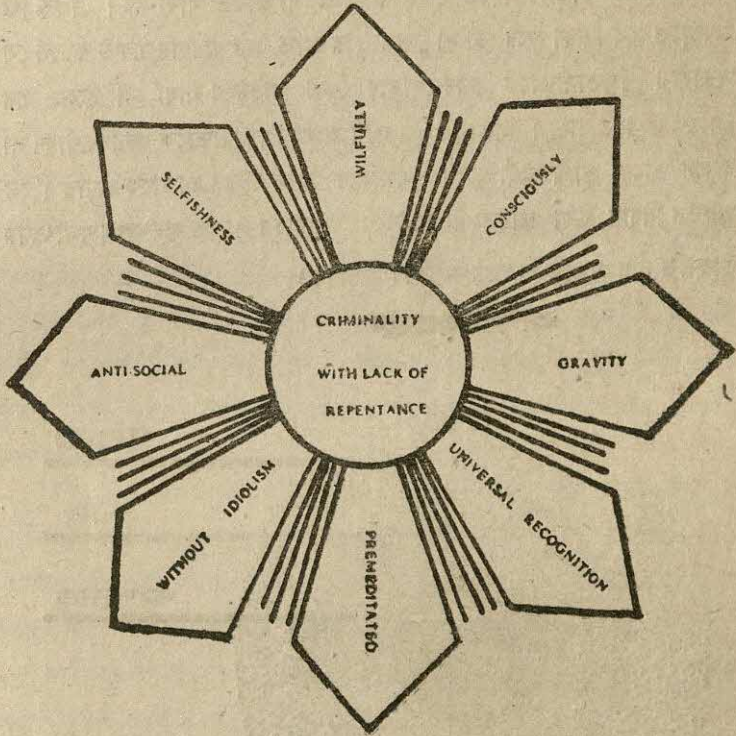 WILFULLY
CONSCIOUSLY
GRAVITY
UNIVERSAL RECOGNITION
PREMEDITATED
WITHOUT IDIOLISM
ANTI-SOCIAL
SELFISHNESS
CRIMINALITY
WITH LACK OF
REPENTANCE